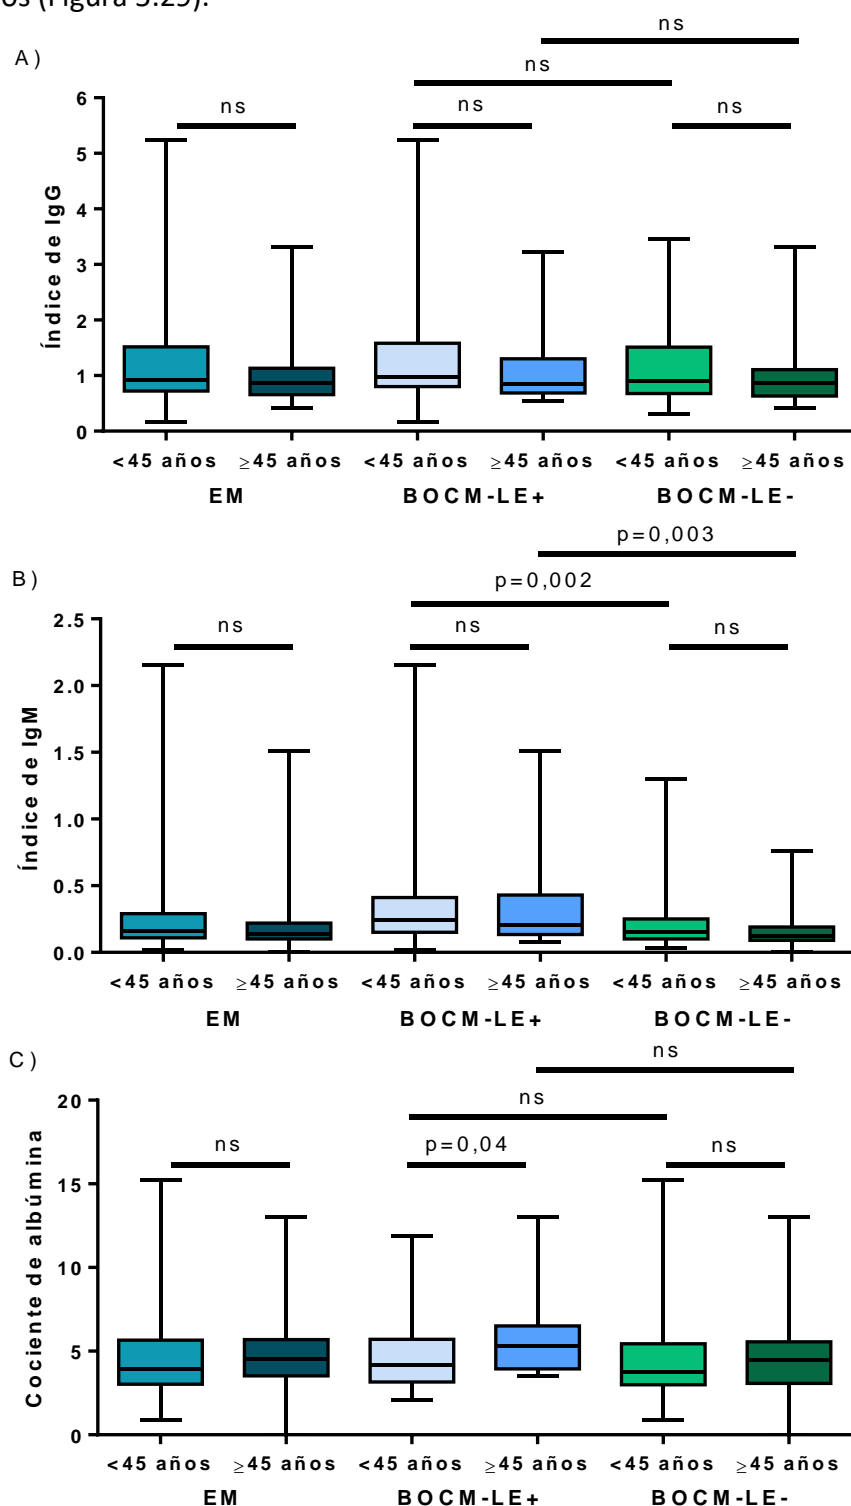 os (Figura 5.29).
ns
A)
ns
6
ns
ns
ns
5
4
3
2
1
0
Índice de IgG
<45 años ≥45 años <45 años ≥45 años <45 años ≥45 años
EM BOCM-LE+ BOCM-LE-
p=0,003
B)
p=0,002
2.5
ns
ns
ns
2.0
1.5
1.0
0.5
0.0
Índice de IgM
<45 años ≥45 años <45 años ≥45 años <45 años ≥45 años
EM BOCM-LE+ BOCM-LE-
ns
C)
ns
20
ns
p=0,04
ns
15
10
5
0
Cociente de albúmina
<45 años ≥45 años <45 años ≥45 años <45 años ≥45 años
EM BOCM-LE+ BOCM-LE-